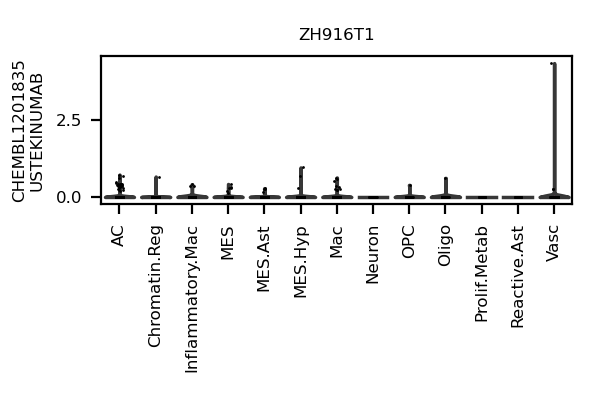 ZH916T1
CHEMBL1201835
USTEKINUMAB
2.5
0.0
AC
Chromatin.Reg
Inflammatory.Mac
MES
MES.Ast
MES.Hyp
Mac
Neuron
OPC
Oligo
Prolif.Metab
Reactive.Ast
Vasc